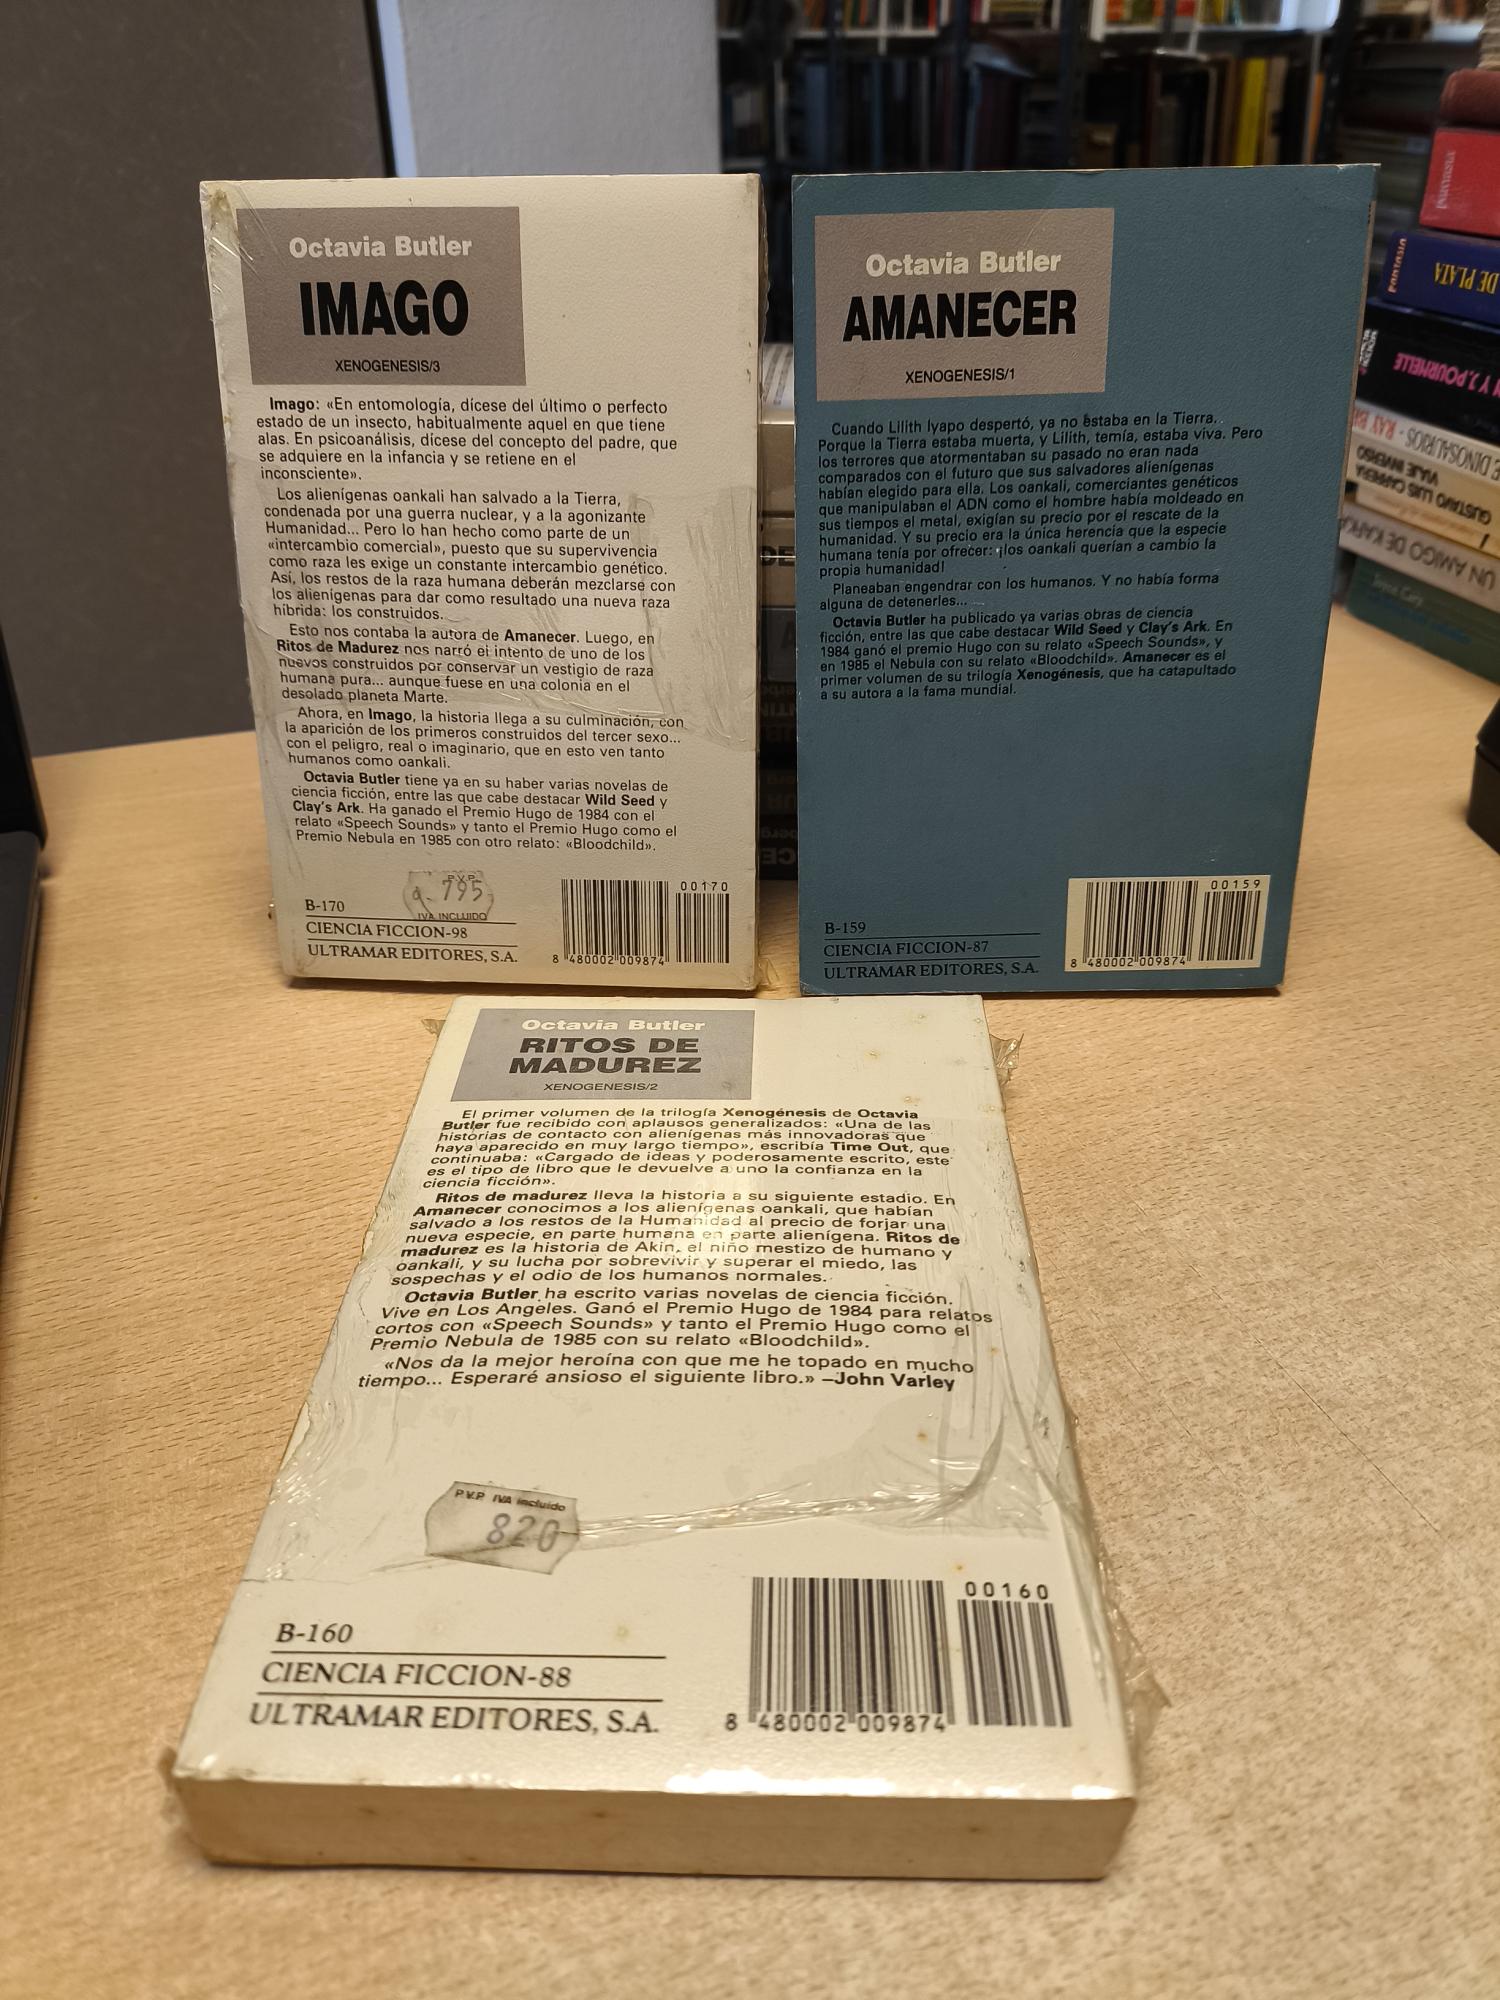 Octavia Butler
IMAGO
XENOGENESIS/3
Imago: «En entomología, dícese del último o perfecto
estado de un insecto, habitualmente aquel en que tiene
alas. En psicoanálisis, dícese del concepto del padre, que
se adquiere en la infancia y se retiene en el
inconsciente».
Los alienígenas oankali han salvado a la Tierra,
condenada por una guerra nuclear, y a la agonizante
Humanidad... Pero lo han hecho como parte de un
«intercambio comercial», puesto que su supervivencia
como raza les exige un constante intercambio genético.
Así, los restos de la raza humana deberán mezclarse con
los alienígenas para dar como resultado una nueva raza
híbrida: los construidos.
Esto nos contaba la autora de Amanecer. Luego, en
Ritos de Madurez nos narró el intento de uno de los
nuevos construidos por conservar un vestigio de raza
humana pura... aunque fuese en una colonia en el
desolado planeta Marte.
Ahora, en Imago, la historia llega a su culminación, con
la aparición de los primeros construidos del tercer sexo...
con el peligro, real o imaginario, que en esto ven tanto
humanos como oankali.
Octavia Butler tiene ya en su haber varias novelas de
ciencia ficción, entre las que cabe destacar Wild Seed y
Clay's Ark. Ha ganado el Premio Hugo de 1984 con el
relato «Speech Sounds» y tanto el Premio Hugo como el
Premio Nebula en 1985 con otro relato: «Bloodchild».
P.V.P.
795
IVA INCLUIDO
B-170
CIENCIA FICCION-98
ULTRAMAR EDITORES, S.A.
00170
8 480002 009874
Octavia Butler
AMANECER
XENOGENESIS/1
Cuando Lilith Iyapo despertó, ya no estaba en la Tierra.
Porque la Tierra estaba muerta, y Lilith, temía, estaba viva. Pero
los terrores que atormentaban su pasado no eran nada
comparados con el futuro que sus salvadores alienígenas
habían elegido para ella. Los oankali, comerciantes genéticos
que manipulaban el ADN como el hombre había moldeado en
sus tiempos el metal, exigían su precio por el rescate de la
humanidad. Y su precio era la única herencia que la especie
humana tenía por ofrecer: ¡los oankali querían a cambio la
propia humanidad!
Planeaban engendrar con los humanos. Y no había forma
alguna de detenerles...
Octavia Butler ha publicado ya varias obras de ciencia
ficción, entre las que cabe destacar Wild Seed y Clay's Ark. En
1984 ganó el premio Hugo con su relato «Speech Sounds», y
en 1985 el Nebula con su relato «Bloodchild». Amanecer es el
primer volumen de su trilogía Xenogénesis, que ha catapultado
a su autora a la fama mundial.
B-159
CIENCIA FICCION-87
ULTRAMAR EDITORES, S.A.
00159
8 480002 009874
Octavia Butler
RITOS DE
MADUREZ
XENOGENESIS/2
El primer volumen de la trilogía Xenogénesis de Octavia
Butler fue recibido con aplausos generalizados: «Una de las
historias de contacto con alienígenas más innovadoras que
haya aparecido en muy largo tiempo», escribía Time Out, que
continuaba: «Cargado de ideas y poderosamente escrito, este
es el tipo de libro que le devuelve a uno la confianza en la
ciencia ficción».
Ritos de madurez lleva la historia a su siguiente estadio. En
Amanecer conocimos a los alienígenas oankali, que habían
salvado a los restos de la Humanidad al precio de forjar una
nueva especie, en parte humana en parte alienígena. Ritos de
madurez es la historia de Akin, el niño mestizo de humano y
oankali, y su lucha por sobrevivir y superar el miedo, las
sospechas y el odio de los humanos normales.
Octavia Butler ha escrito varias novelas de ciencia ficción.
Vive en Los Angeles. Ganó el Premio Hugo de 1984 para relatos
cortos con «Speech Sounds» y tanto el Premio Hugo como el
Premio Nebula de 1985 con su relato «Bloodchild».
«Nos da la mejor heroína con que me he topado en mucho
tiempo... Esperaré ansioso el siguiente libro.» —John Varley
P.V.P. IVA incluido
820
B-160
CIENCIA FICCION-88
ULTRAMAR EDITORES, S.A.
00160
8 480002 009874
FANTASIA
DE PLATA
Y J. POURNELLE
DINOSAURIOS - RAY
GUSTAVO LUIS CARRERA
VIAJE INVERSO
UN AMIGO DE KAFKA